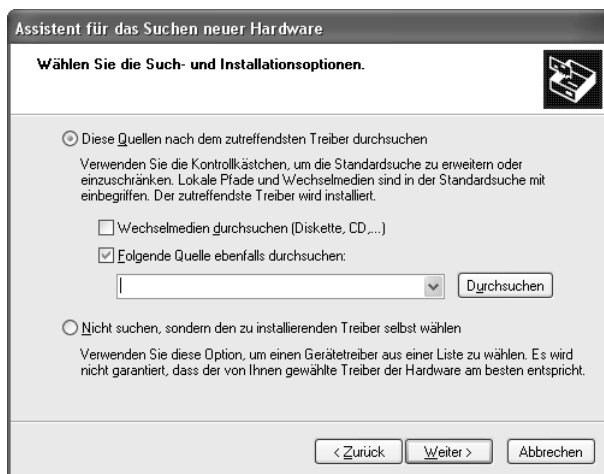 Assistent für das Suchen neuer Hardware
Wählen Sie die Such- und Installationsoptionen.
Diese Quellen nach dem zutreffendsten Treiber durchsuchen
Verwenden Sie die Kontrollkästchen, um die Standardsuche zu erweitern oder
einzuschränken. Lokale Pfade und Wechselmedien sind in der Standardsuche mit
einbegriffen. Der zutreffendste Treiber wird installiert.
Wechselmedien durchsuchen (Diskette, CD,...)
Folgende Quelle ebenfalls durchsuchen:
Durchsuchen
Nicht suchen, sondern den zu installierenden Treiber selbst wählen
Verwenden Sie diese Option, um einen Gerätetreiber aus einer Liste zu wählen. Es wird
nicht garantiert, dass der von Ihnen gewählte Treiber der Hardware am besten entspricht.
< Zurück Weiter > Abbrechen